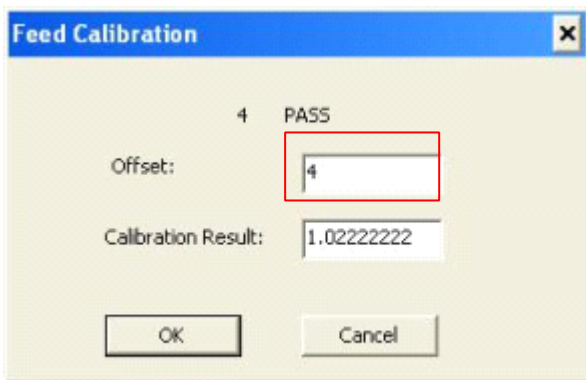 Feed Calibration
4 PASS
Offset: 4
Calibration Result: 1.02222222
OK Cancel